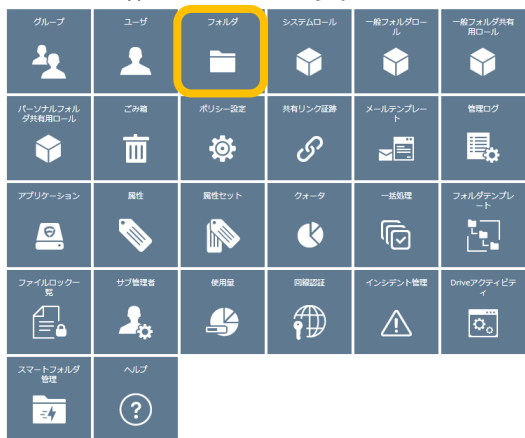 グループ
ユーザ
フォルダ
システムロール
一般フォルダロー
ル
一般フォルダ共有
用ロール
パーソナルフォル
ダ共有用ロール
ごみ箱
ポリシー設定
共有リンク証跡
メールテンプレー
ト
管理ログ
アプリケーション
属性
属性セット
クォータ
一括処理
フォルダテンプレ
ート
ファイルロック一
覧
サブ管理者
使用量
回線認証
インシデント管理
Driveアクティビテ
ィ
スマートフォルダ
管理
ヘルプ